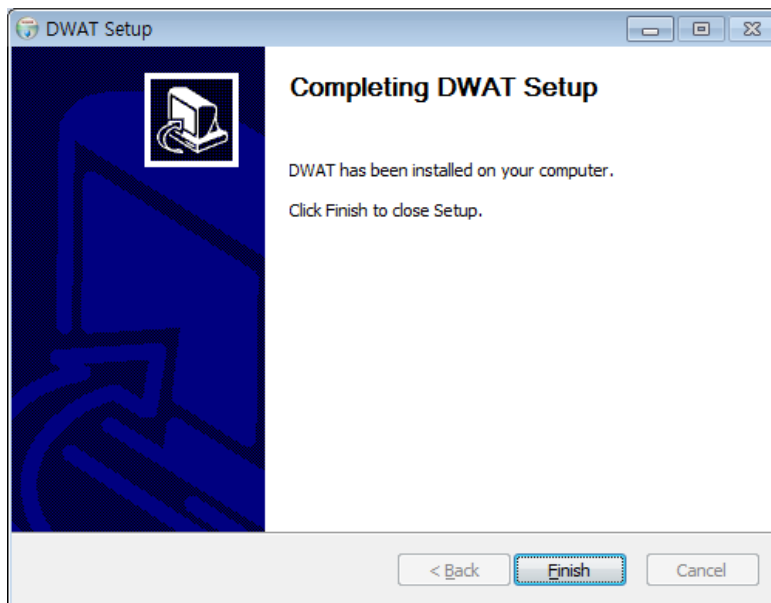 DWAT Setup
Completing DWAT Setup
DWAT has been installed on your computer.
Click Finish to close Setup.
< Back
Finish
Cancel